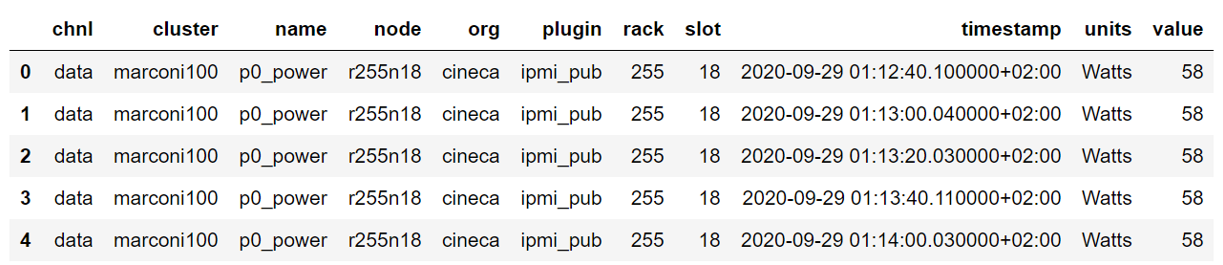 chnl cluster name node org plugin rack slot timestamp units value
0 data marconi100 p0_power r255n18 cineca ipmi_pub 255 18 2020-09-29 01:12:40.100000+02:00 Watts 58
1 data marconi100 p0_power r255n18 cineca ipmi_pub 255 18 2020-09-29 01:13:00.040000+02:00 Watts 58
2 data marconi100 p0_power r255n18 cineca ipmi_pub 255 18 2020-09-29 01:13:20.030000+02:00 Watts 58
3 data marconi100 p0_power r255n18 cineca ipmi_pub 255 18 2020-09-29 01:13:40.110000+02:00 Watts 58
4 data marconi100 p0_power r255n18 cineca ipmi_pub 255 18 2020-09-29 01:14:00.030000+02:00 Watts 58